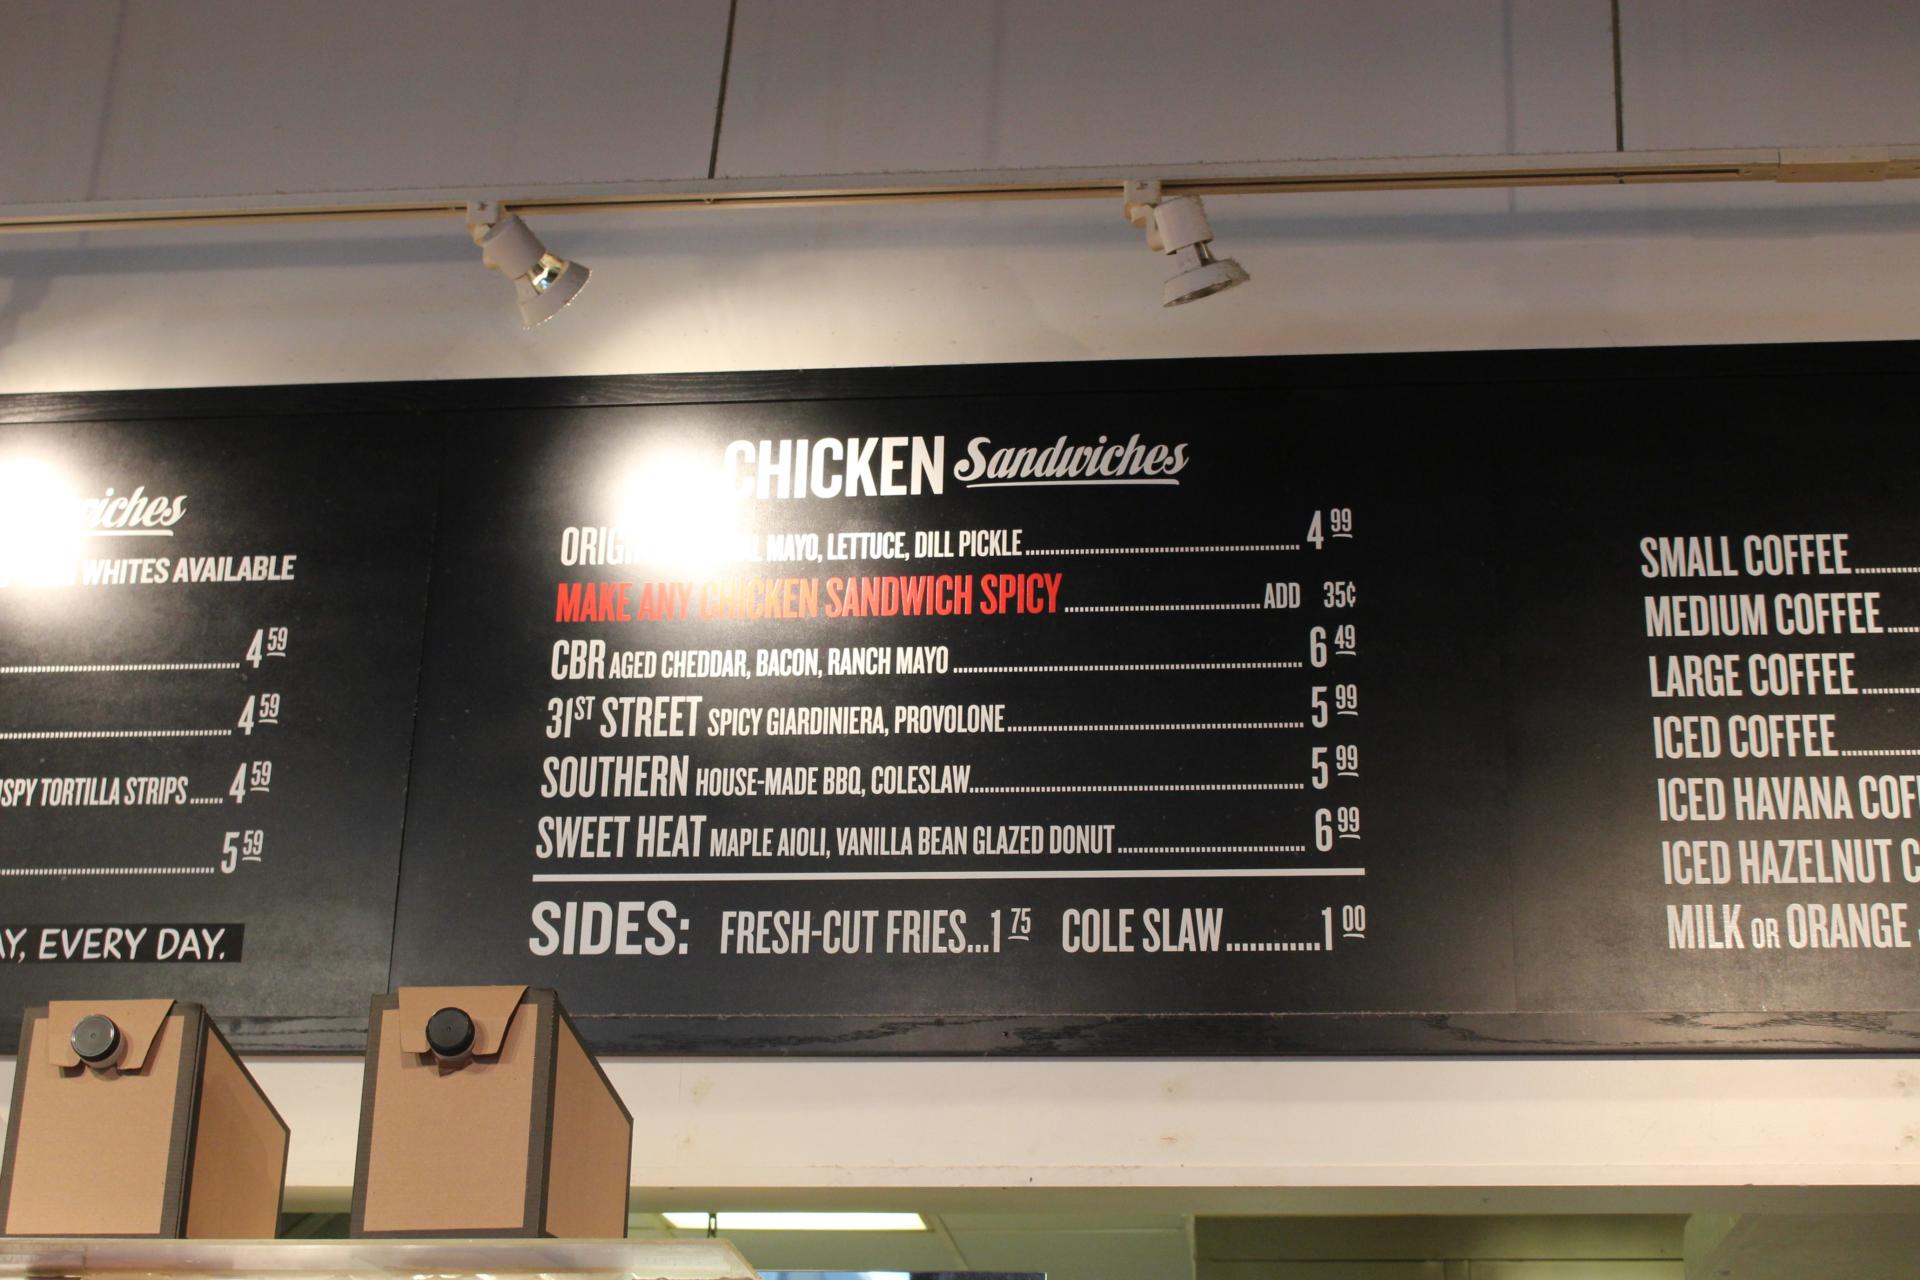 WHITES AVAILABLE
4 59
4 59
TORTILLA STRIPS...... 4 59
5 59
EVERY DAY.
CHICKEN Sandwiches
MAYO, LETTUCE, DILL PICKLE 4 99
MAKE ANY CHICKEN SANDWICH SPICY ADD 35¢
CBR AGED CHEDDAR, BACON, RANCH MAYO 6 49
31ST STREET SPICY GIARDINIERA, PROVOLONE 5 99
SOUTHERN HOUSE-MADE BBQ, COLESLAW 5 99
SWEET HEAT MAPLE AIOLI, VANILLA BEAN GLAZED DONUT 6 99
SIDES: FRESH-CUT FRIES...1 75 COLE SLAW............1 00
SMALL COFFEE
MEDIUM COFFEE
LARGE COFFEE
ICED COFFEE
ICED HAVANA
ICED HAZELNUT
MILK OR ORANGE